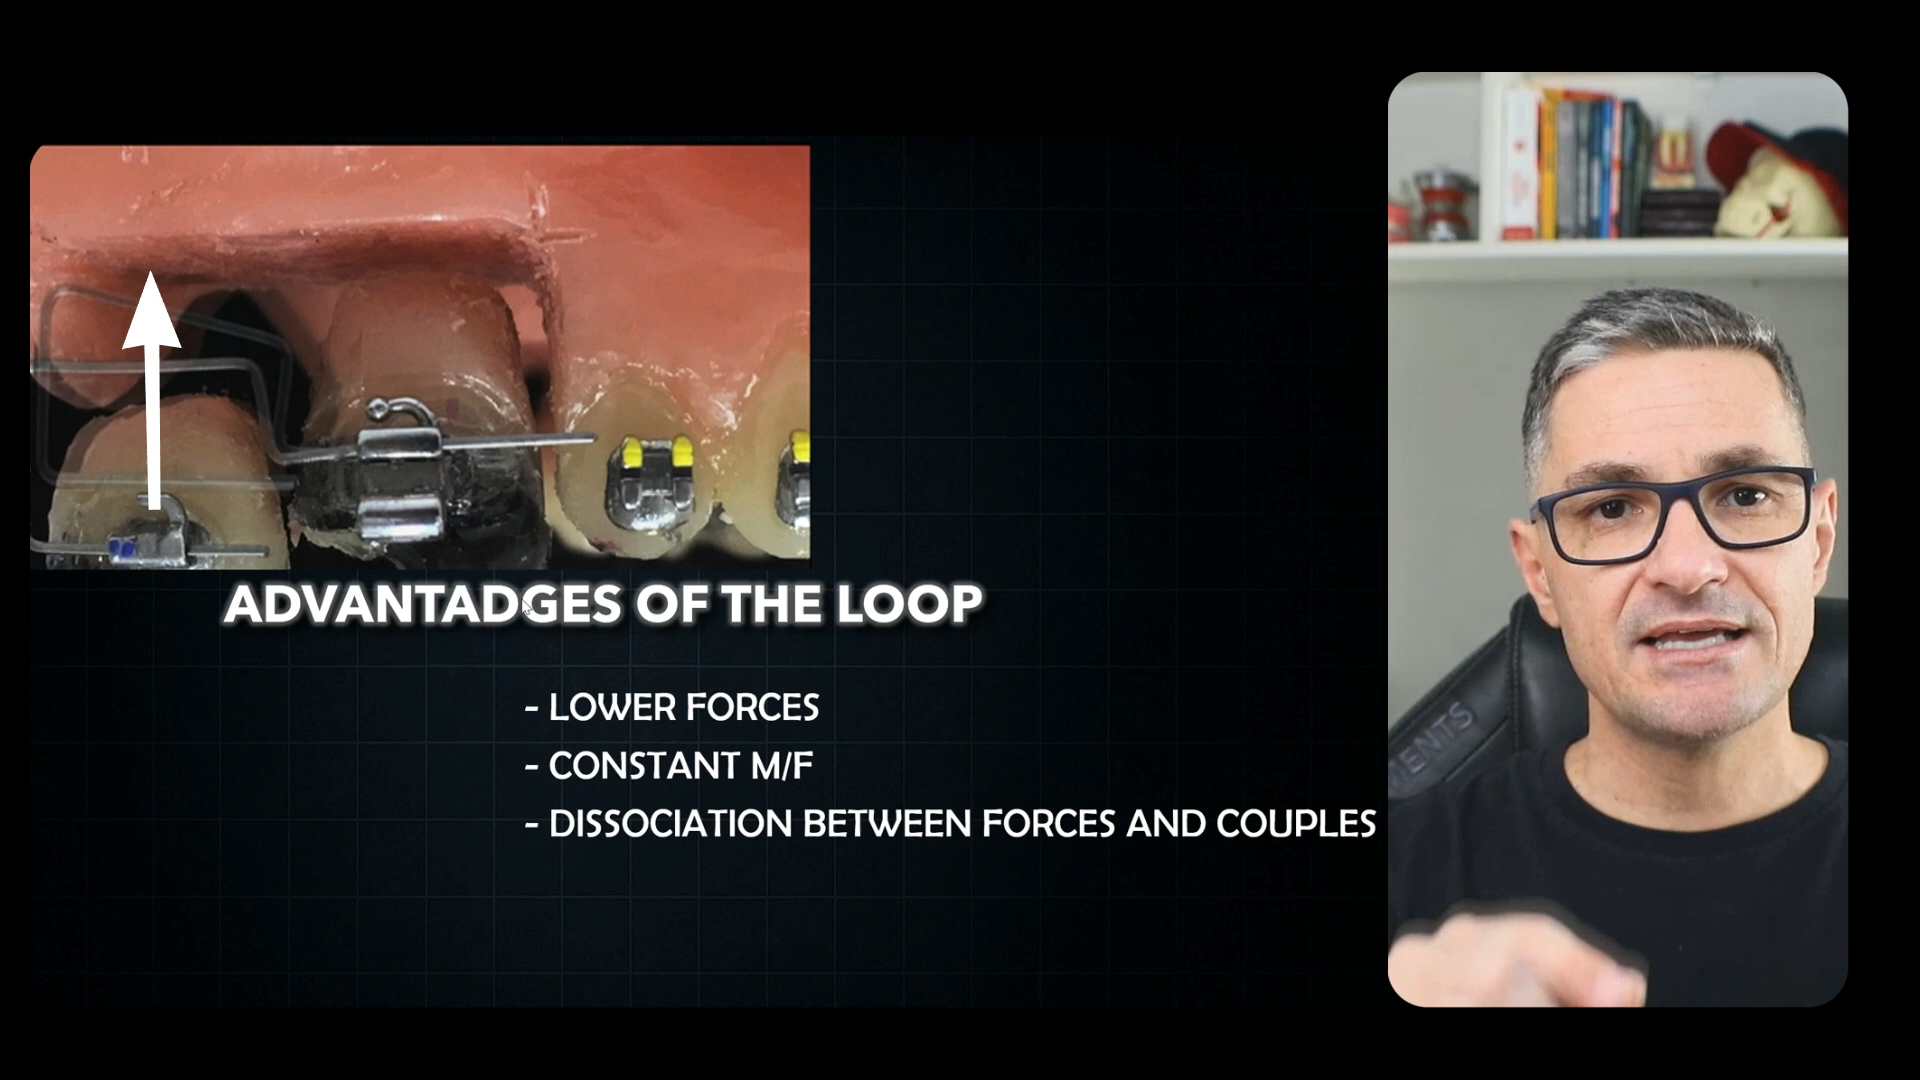 ADVANTADGES OF THE LOOP
- LOWER FORCES
- CONSTANT M/F
- DISSOCIATION BETWEEN FORCES AND COUPLES